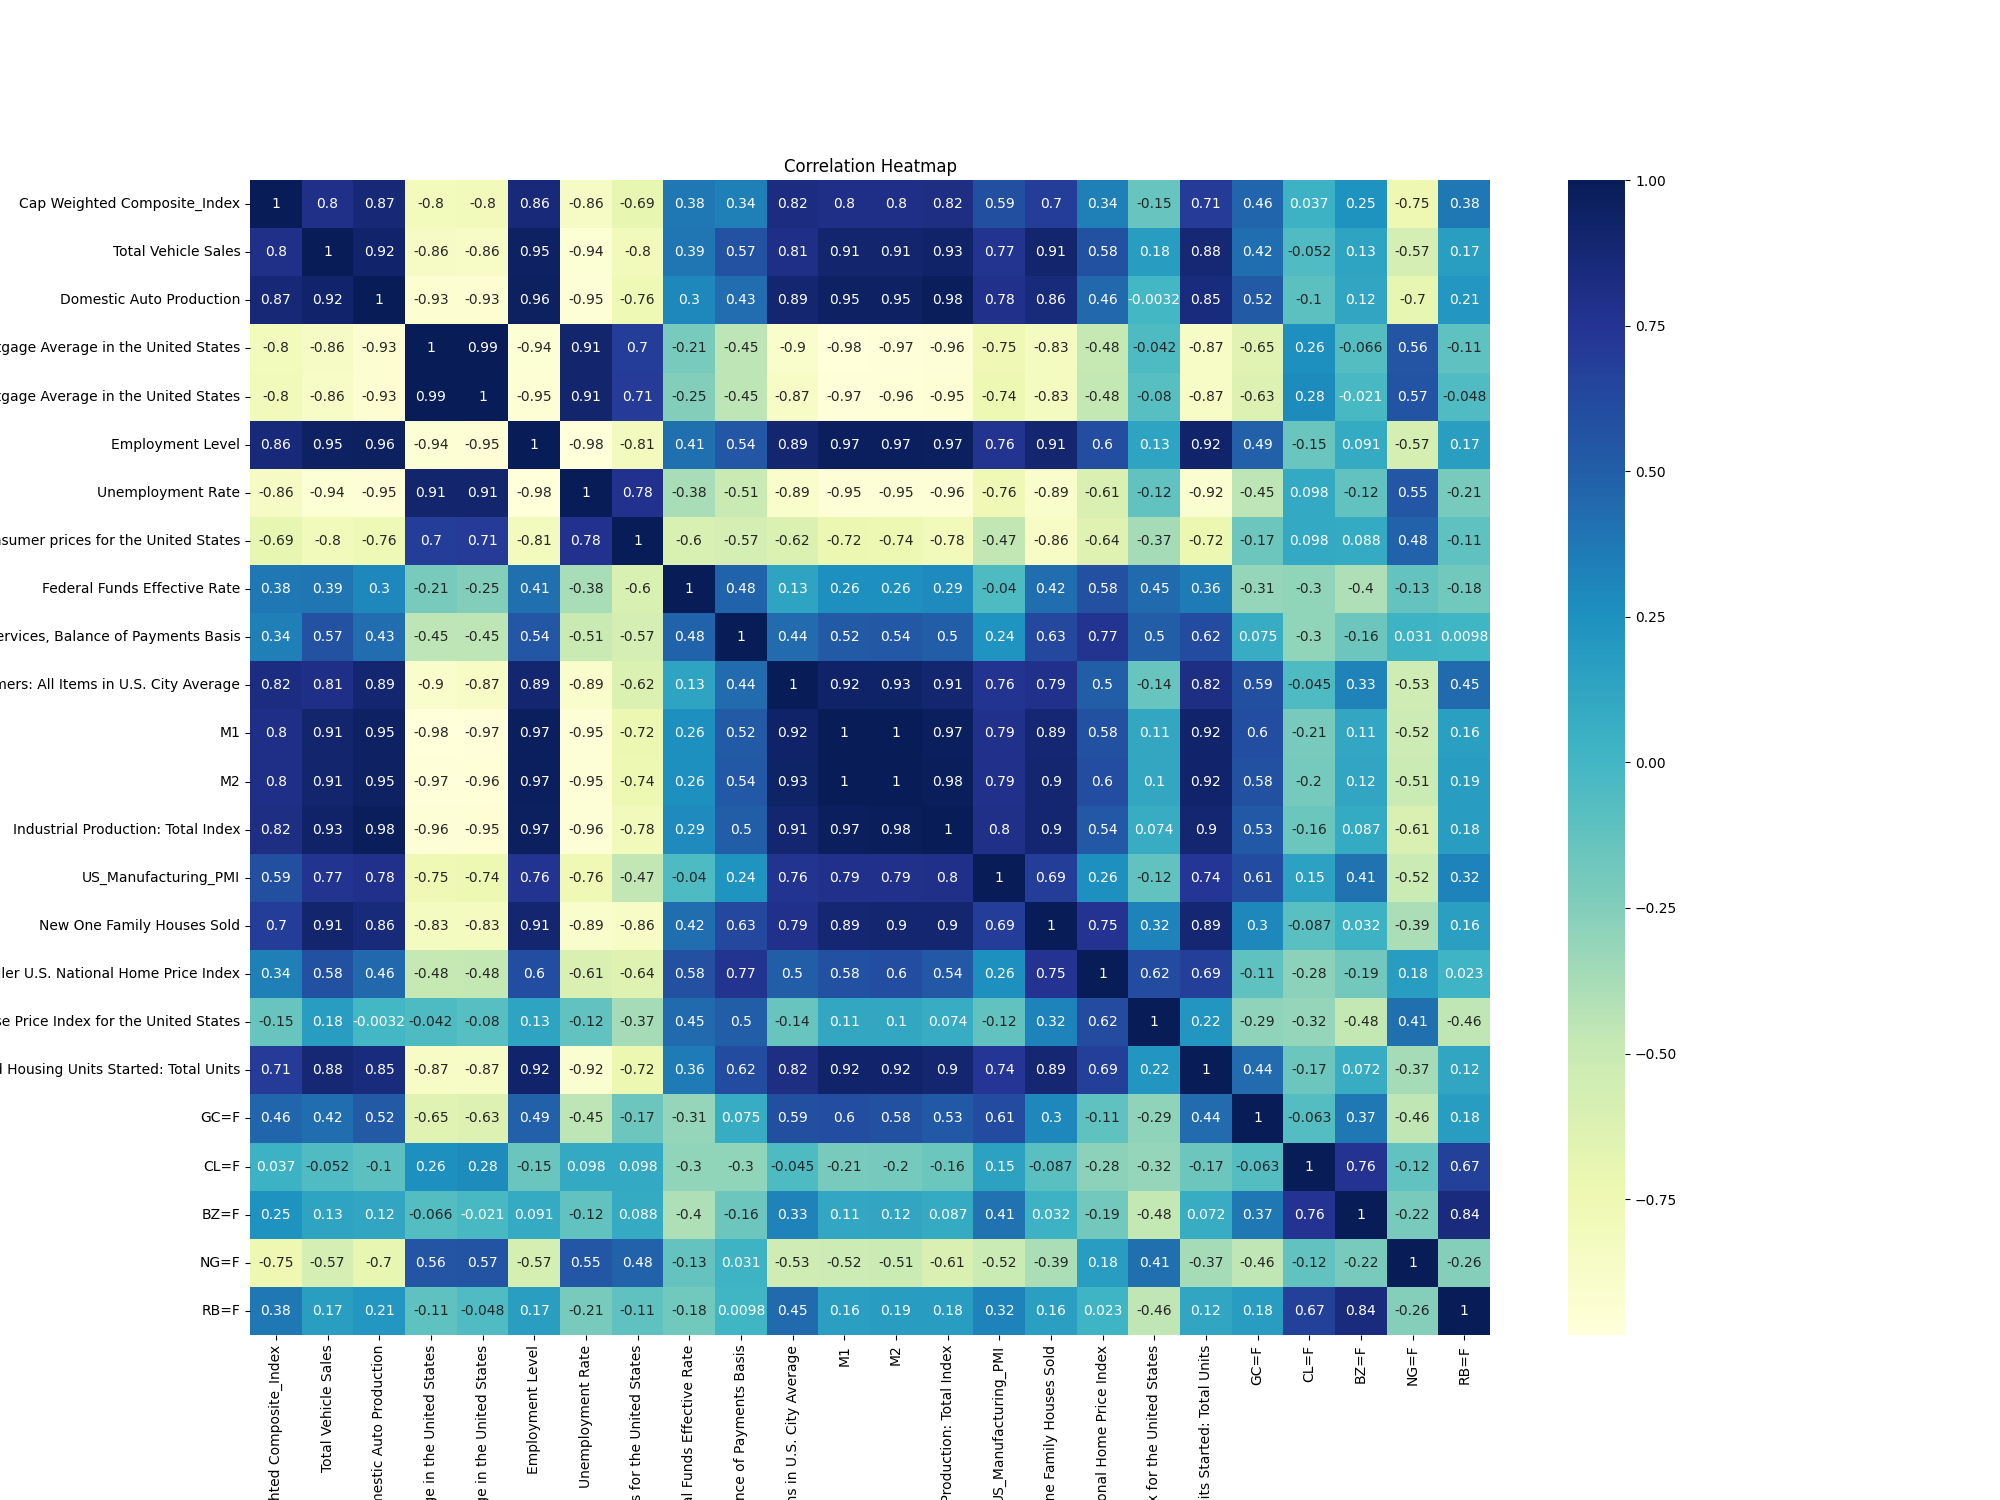 Correlation Heatmap
Cap Weighted Composite_Index 1 0.8 0.87 -0.8 -0.8 0.86 -0.86 -0.69 0.38 0.34 0.82 0.8 0.8 0.82 0.59 0.7 0.34 -0.15 0.71 0.46 0.037 0.25 -0.75 0.38
Total Vehicle Sales 0.8 1 0.92 -0.86 -0.86 0.95 -0.94 -0.8 0.39 0.57 0.81 0.91 0.91 0.93 0.77 0.91 0.58 0.18 0.88 0.42 -0.052 0.13 -0.57 0.17
Domestic Auto Production 0.87 0.92 1 -0.93 -0.93 0.96 -0.95 -0.76 0.3 0.43 0.89 0.95 0.95 0.98 0.78 0.86 0.46 -0.0032 0.85 0.52 -0.1 0.12 -0.7 0.21
Average in the United States -0.8 -0.86 -0.93 1 0.99 -0.94 0.91 0.7 -0.21 -0.45 -0.9 -0.98 -0.97 -0.96 -0.75 -0.83 -0.48 -0.042 -0.87 -0.65 0.26 -0.066 0.56 -0.11
Average in the United States -0.8 -0.86 -0.93 0.99 1 -0.95 0.91 0.71 -0.25 -0.45 -0.87 -0.97 -0.96 -0.95 -0.74 -0.83 -0.48 -0.08 -0.87 -0.63 0.28 -0.021 0.57 -0.048
Employment Level 0.86 0.95 0.96 -0.94 -0.95 1 -0.98 -0.81 0.41 0.54 0.89 0.97 0.97 0.97 0.76 0.91 0.6 0.13 0.92 0.49 -0.15 0.091 -0.57 0.17
Unemployment Rate -0.86 -0.94 -0.95 0.91 0.91 -0.98 1 0.78 -0.38 -0.51 -0.89 -0.95 -0.95 -0.96 -0.76 -0.89 -0.61 -0.12 -0.92 -0.45 0.098 -0.12 0.55 -0.21
prices for the United States -0.69 -0.8 -0.76 0.7 0.71 -0.81 0.78 1 -0.6 -0.57 -0.62 -0.72 -0.74 -0.78 -0.47 -0.86 -0.64 -0.37 -0.72 -0.17 0.098 0.088 0.48 -0.11
Federal Funds Effective Rate 0.38 0.39 0.3 -0.21 -0.25 0.41 -0.38 -0.6 1 0.48 0.13 0.26 0.26 0.29 -0.04 0.42 0.58 0.45 0.36 -0.31 -0.3 -0.4 -0.13 -0.18
ervices, Balance of Payments Basis 0.34 0.57 0.43 -0.45 -0.45 0.54 -0.51 -0.57 0.48 1 0.44 0.52 0.54 0.5 0.24 0.63 0.77 0.5 0.62 0.075 -0.3 -0.16 0.031 0.0098
mers: All Items in U.S. City Average 0.82 0.81 0.89 -0.9 -0.87 0.89 -0.89 -0.62 0.13 0.44 1 0.92 0.93 0.91 0.76 0.79 0.5 -0.14 0.82 0.59 -0.045 0.33 -0.53 0.45
M1 0.8 0.91 0.95 -0.98 -0.97 0.97 -0.95 -0.72 0.26 0.52 0.92 1 1 0.97 0.79 0.89 0.58 0.11 0.92 0.6 -0.21 0.11 -0.52 0.16
M2 0.8 0.91 0.95 -0.97 -0.96 0.97 -0.95 -0.74 0.26 0.54 0.93 1 1 0.98 0.79 0.9 0.6 0.1 0.92 0.58 -0.2 0.12 -0.51 0.19
Industrial Production: Total Index 0.82 0.93 0.98 -0.96 -0.95 0.97 -0.96 -0.78 0.29 0.5 0.91 0.97 0.98 1 0.8 0.9 0.54 0.074 0.9 0.53 -0.16 0.087 -0.61 0.18
US_Manufacturing_PMI 0.59 0.77 0.78 -0.75 -0.74 0.76 -0.76 -0.47 -0.04 0.24 0.76 0.79 0.79 0.8 1 0.69 0.26 -0.12 0.74 0.61 0.15 0.41 -0.52 0.32
New One Family Houses Sold 0.7 0.91 0.86 -0.83 -0.83 0.91 -0.89 -0.86 0.42 0.63 0.79 0.89 0.9 0.9 0.69 1 0.75 0.32 0.89 0.3 -0.087 0.032 -0.39 0.16
ller U.S. National Home Price Index 0.34 0.58 0.46 -0.48 -0.48 0.6 -0.61 -0.64 0.58 0.77 0.5 0.58 0.6 0.54 0.26 0.75 1 0.62 0.69 -0.11 -0.28 -0.19 0.18 0.023
Price Index for the United States -0.15 0.18 -0.0032 -0.042 -0.08 0.13 -0.12 -0.37 0.45 0.5 -0.14 0.11 0.1 0.074 -0.12 0.32 0.62 1 0.22 -0.29 -0.32 -0.48 0.41 -0.46
Housing Units Started: Total Units 0.71 0.88 0.85 -0.87 -0.87 0.92 -0.92 -0.72 0.36 0.62 0.82 0.92 0.92 0.9 0.74 0.89 0.69 0.22 1 0.44 -0.17 0.072 -0.37 0.12
GC=F 0.46 0.42 0.52 -0.65 -0.63 0.49 -0.45 -0.17 -0.31 0.075 0.59 0.6 0.58 0.53 0.61 0.3 -0.11 -0.29 0.44 1 -0.063 0.37 -0.46 0.18
CL=F 0.037 -0.052 -0.1 0.26 0.28 -0.15 0.098 0.098 -0.3 -0.3 -0.045 -0.21 -0.2 -0.16 0.15 -0.087 -0.28 -0.32 -0.17 -0.063 1 0.76 -0.12 0.67
BZ=F 0.25 0.13 0.12 -0.066 -0.021 0.091 -0.12 0.088 -0.4 -0.16 0.33 0.11 0.12 0.087 0.41 0.032 -0.19 -0.48 0.072 0.37 0.76 1 -0.22 0.84
NG=F -0.75 -0.57 -0.7 0.56 0.57 -0.57 0.55 0.48 -0.13 0.031 -0.53 -0.52 -0.51 -0.61 -0.52 -0.39 0.18 0.41 -0.37 -0.46 -0.12 -0.22 1 -0.26
RB=F 0.38 0.17 0.21 -0.11 -0.048 0.17 -0.21 -0.11 -0.18 0.0098 0.45 0.16 0.19 0.18 0.32 0.16 0.023 -0.46 0.12 0.18 0.67 0.84 -0.26 1
hted Composite_Index
Total Vehicle Sales
mestic Auto Production
ge in the United States
ge in the United States
Employment Level
Unemployment Rate
s for the United States
al Funds Effective Rate
nce of Payments Basis
ms in U.S. City Average
M1
M2
Production: Total Index
US_Manufacturing_PMI
ne Family Houses Sold
onal Home Price Index
x for the United States
its Started: Total Units
GC=F
CL=F
BZ=F
NG=F
RB=F
1.00
0.75
0.50
0.25
0.00
−0.25
−0.50
−0.75